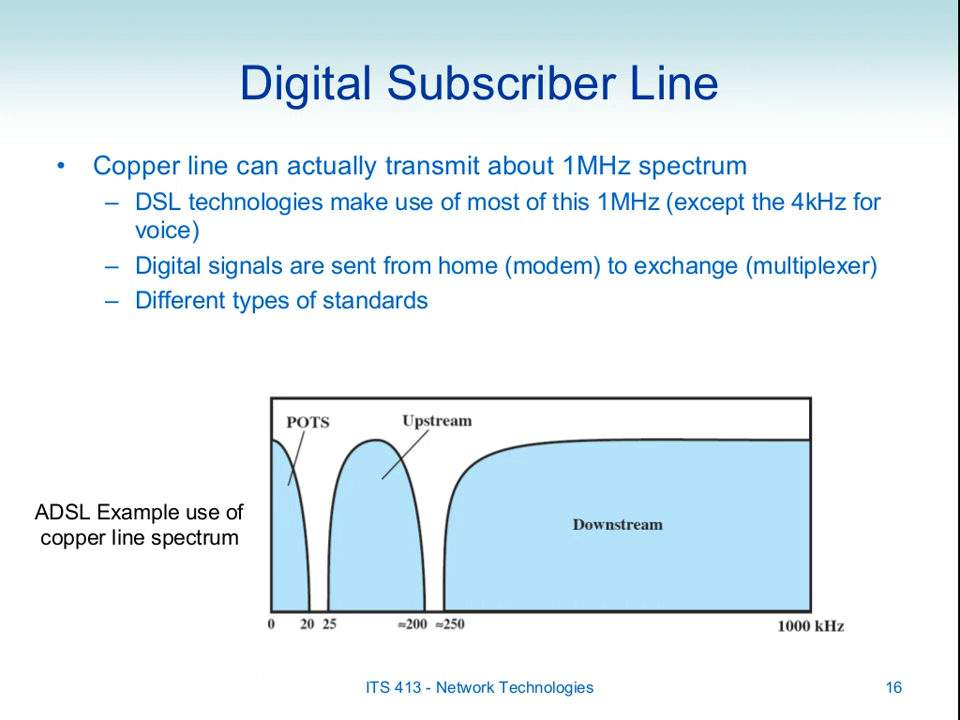 Digital Subscriber Line
• Copper line can actually transmit about 1MHz spectrum
– DSL technologies make use of most of this 1MHz (except the 4kHz for
voice)
– Digital signals are sent from home (modem) to exchange (multiplexer)
– Different types of standards
POTS
Upstream
ADSL Example use of
copper line spectrum
Downstream
0 20 25 ≈200 ≈250 1000 kHz
ITS 413 - Network Technologies
16